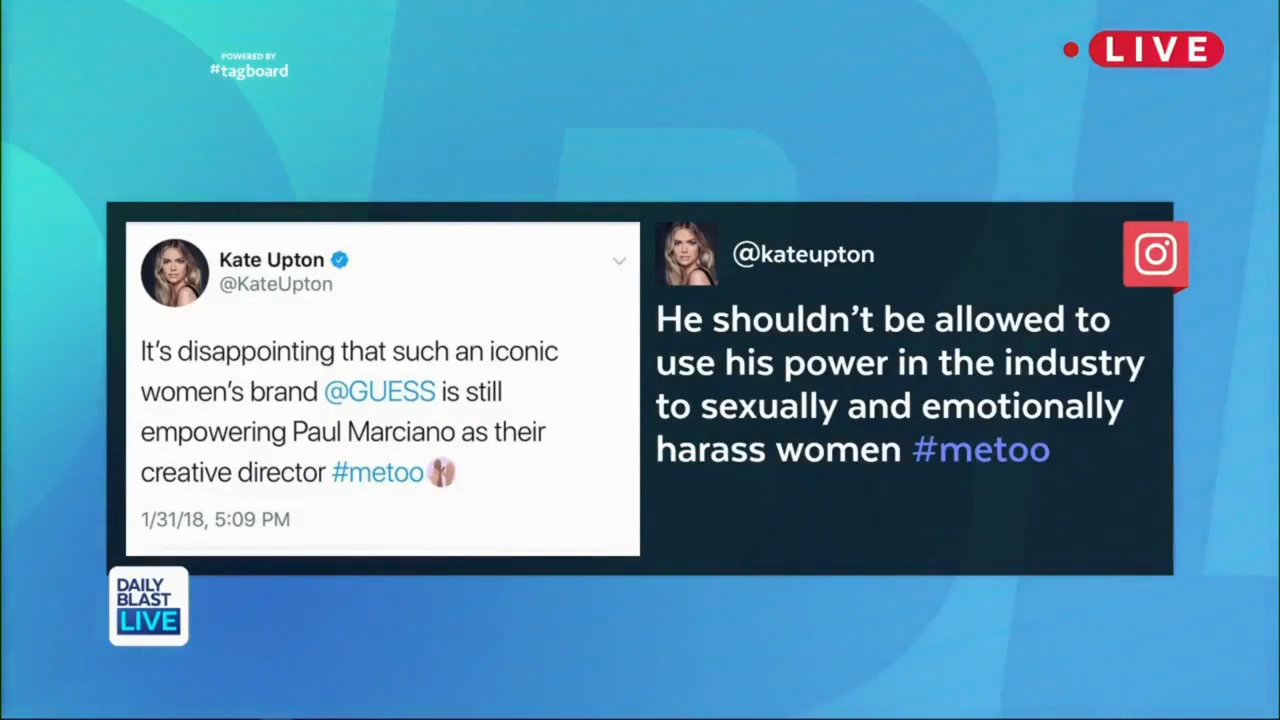 POWERED BY
#tagboard
LIVE
Kate Upton
@KateUpton
It's disappointing that such an iconic
women's brand @GUESS is still
empowering Paul Marciano as their
creative director #metoo
1/31/18, 5:09 PM
@kateupton
He shouldn't be allowed to
use his power in the industry
to sexually and emotionally
harass women #metoo
DAILY
BLAST
LIVE